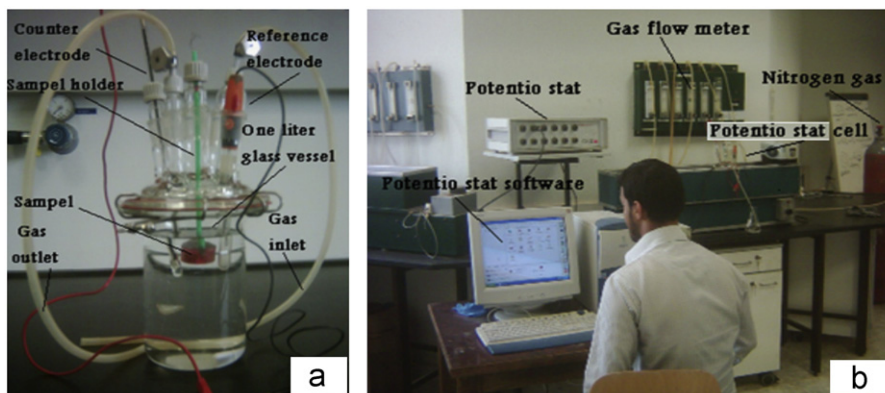 Counter
electrode
Sampel holder
Reference
electrode
One liter
glass vessel
Sampel
Gas
outlet
Gas
inlet
a
Gas flow meter
Potentio stat
Nitrogen gas
Potentio stat cell
Potentio stat software
b